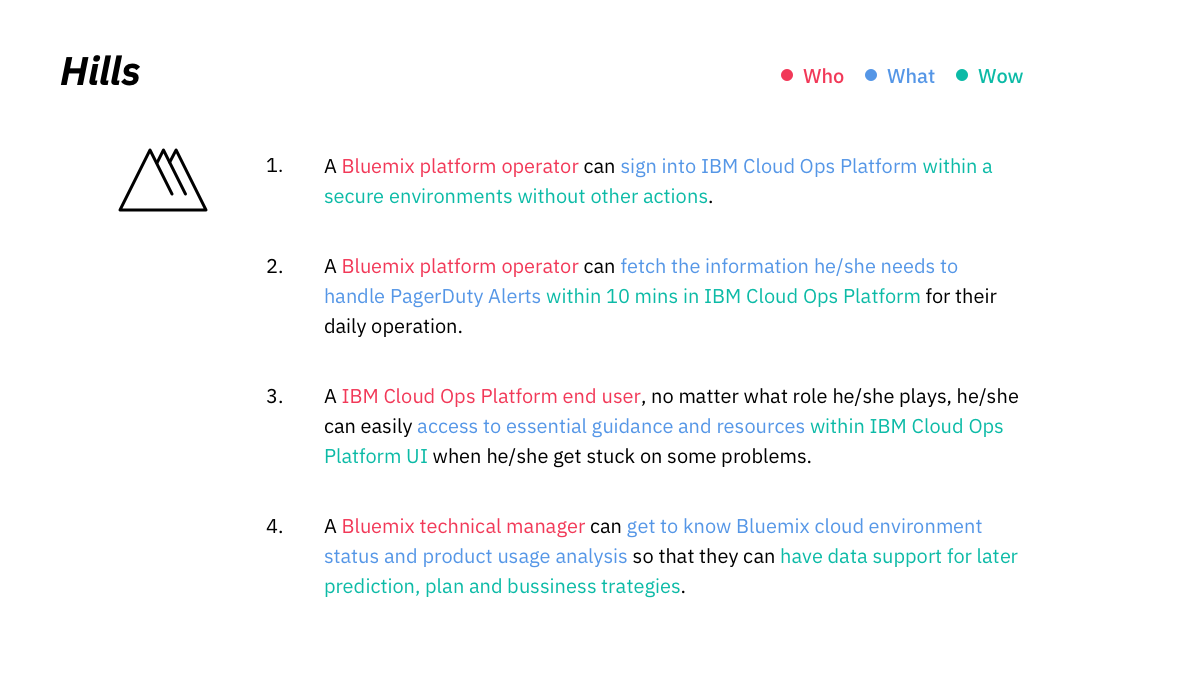 Hills
Who What Wow
1. A Bluemix platform operator can sign into IBM Cloud Ops Platform within a
secure environments without other actions.
2. A Bluemix platform operator can fetch the information he/she needs to
handle PagerDuty Alerts within 10 mins in IBM Cloud Ops Platform for their
daily operation.
3. A IBM Cloud Ops Platform end user, no matter what role he/she plays, he/she
can easily access to essential guidance and resources within IBM Cloud Ops
Platform UI when he/she get stuck on some problems.
4. A Bluemix technical manager can get to know Bluemix cloud environment
status and product usage analysis so that they can have data support for later
prediction, plan and bussiness trategies.